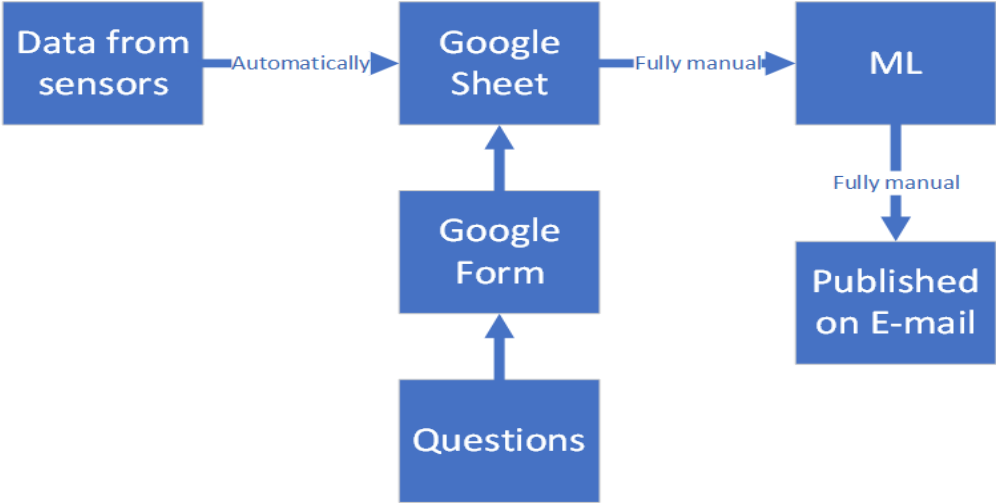 Data from
sensors
Automatically
Google
Sheet
Fully manual
ML
Fully manual
Google
Form
Published
on E-mail
Questions